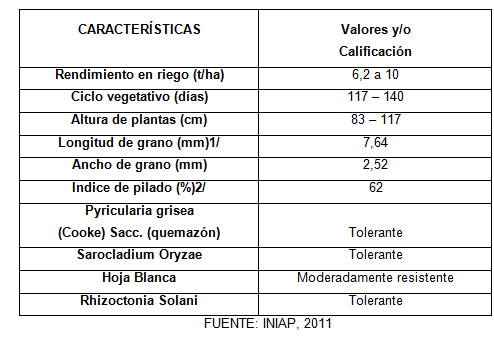 CARACTERÍSTICAS Valores y/o
Calificación
Rendimiento en riego (t/ha) 6,2 a 10
Ciclo vegetativo (días) 117 – 140
Altura de plantas (cm) 83 – 117
Longitud de grano (mm)1/ 7,64
Ancho de grano (mm) 2,52
Indice de pilado (%)2/ 62
Pyricularia grisea
(Cooke) Sacc. (quemazón) Tolerante
Sarocladium Oryzae Tolerante
Hoja Blanca Moderadamente resistente
Rhizoctonia Solani Tolerante
FUENTE: INIAP, 2011